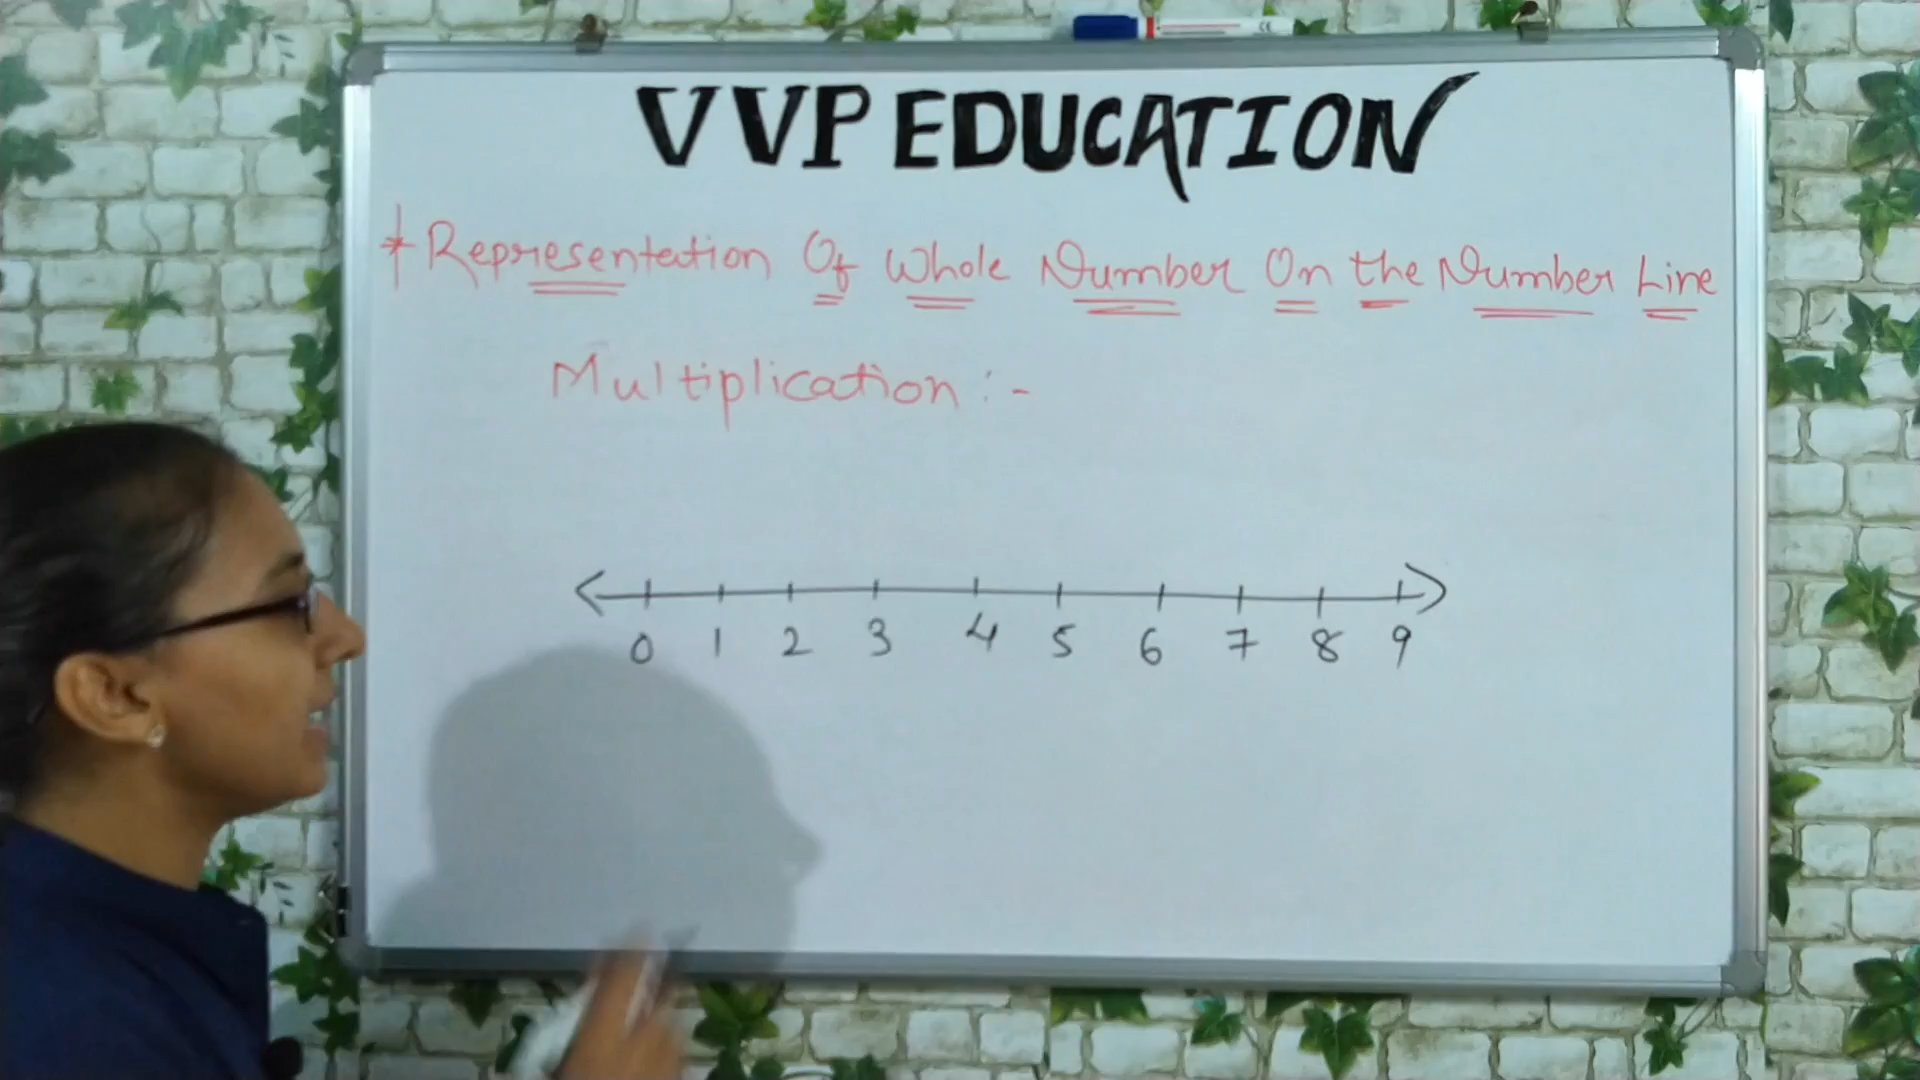 VVP EDUCATION
* Representation Of Whole Number On the Number Line
Multiplication :-
0 1 2 3 4 5 6 7 8 9